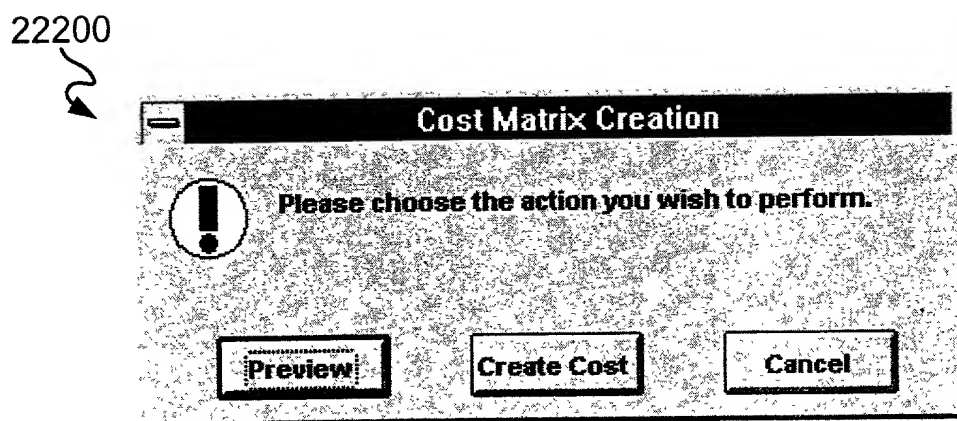 22200
Cost Matrix Creation
Please choose the action you wish to perform.
Preview Create Cost Cancel